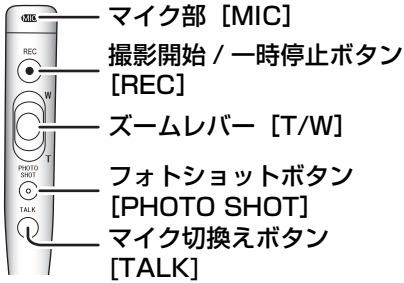 MIC
マイク部［MIC］
REC
撮影開始 / 一時停止ボタン
［REC］
W
ズームレバー［T/W］
T
PHOTO
SHOT
フォトショットボタン
［PHOTO SHOT］
TALK
マイク切換えボタン
［TALK］